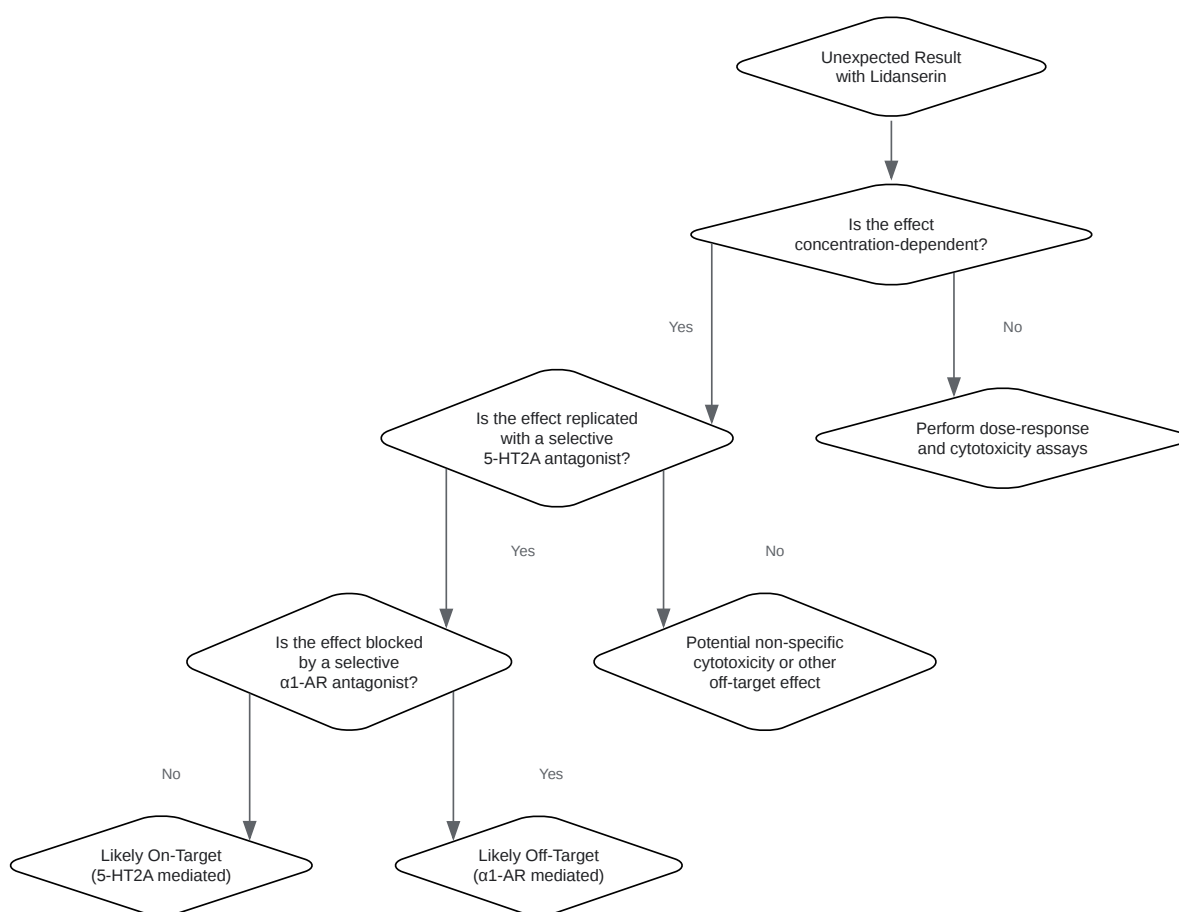 Unexpected Result
with Lidanserin
Is the effect
concentration-dependent?
Yes
No
Is the effect replicated
with a selective
5-HT2A antagonist?
Perform dose-response
and cytotoxicity assays
Yes
No
Is the effect blocked
by a selective
α1-AR antagonist?
Potential non-specific
cytotoxicity or other
off-target effect
No
Yes
Likely On-Target
(5-HT2A mediated)
Likely Off-Target
(α1-AR mediated)